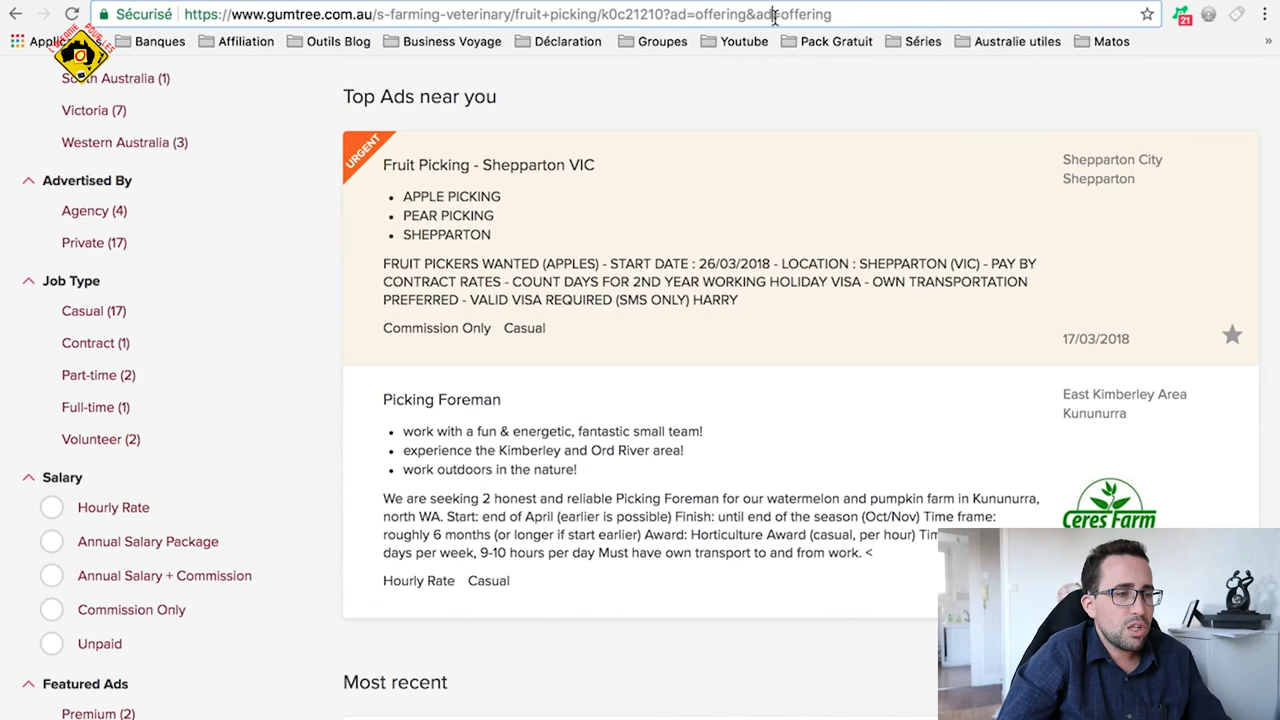 Sécurisé https://www.gumtree.com.au/s-farming-veterinary/fruit+picking/k0c21210?ad=offering&ad=offering
21
Banques Affiliation Outils Blog Business Voyage Déclaration Groupes Youtube Pack Gratuit Séries Australie utiles Matos »
South Australia (1)
Victoria (7)
Western Australia (3)
Advertised By
Agency (4)
Private (17)
Job Type
Casual (17)
Contract (1)
Part-time (2)
Full-time (1)
Volunteer (2)
Salary
Hourly Rate
Annual Salary Package
Annual Salary + Commission
Commission Only
Unpaid
Featured Ads
Premium (2)
Top Ads near you
URGENT
Fruit Picking - Shepparton VIC
• APPLE PICKING
• PEAR PICKING
• SHEPPARTON
FRUIT PICKERS WANTED (APPLES) - START DATE : 26/03/2018 - LOCATION : SHEPPARTON (VIC) - PAY BY
CONTRACT RATES - COUNT DAYS FOR 2ND YEAR WORKING HOLIDAY VISA - OWN TRANSPORTATION
PREFERRED - VALID VISA REQUIRED (SMS ONLY) HARRY
Commission Only Casual
Shepparton City
Shepparton
17/03/2018
Picking Foreman
• work with a fun & energetic, fantastic small team!
• experience the Kimberley and Ord River area!
• work outdoors in the nature!
We are seeking 2 honest and reliable Picking Foreman for our watermelon and pumpkin farm in Kununurra,
north WA. Start: end of April (earlier is possible) Finish: until end of the season (Oct/Nov) Time frame:
roughly 6 months (or longer if start earlier) Award: Horticulture Award (casual, per hour)
days per week, 9-10 hours per day Must have own transport to and from work. <
Hourly Rate Casual
East Kimberley Area
Kununurra
Ceres Farm
Most recent